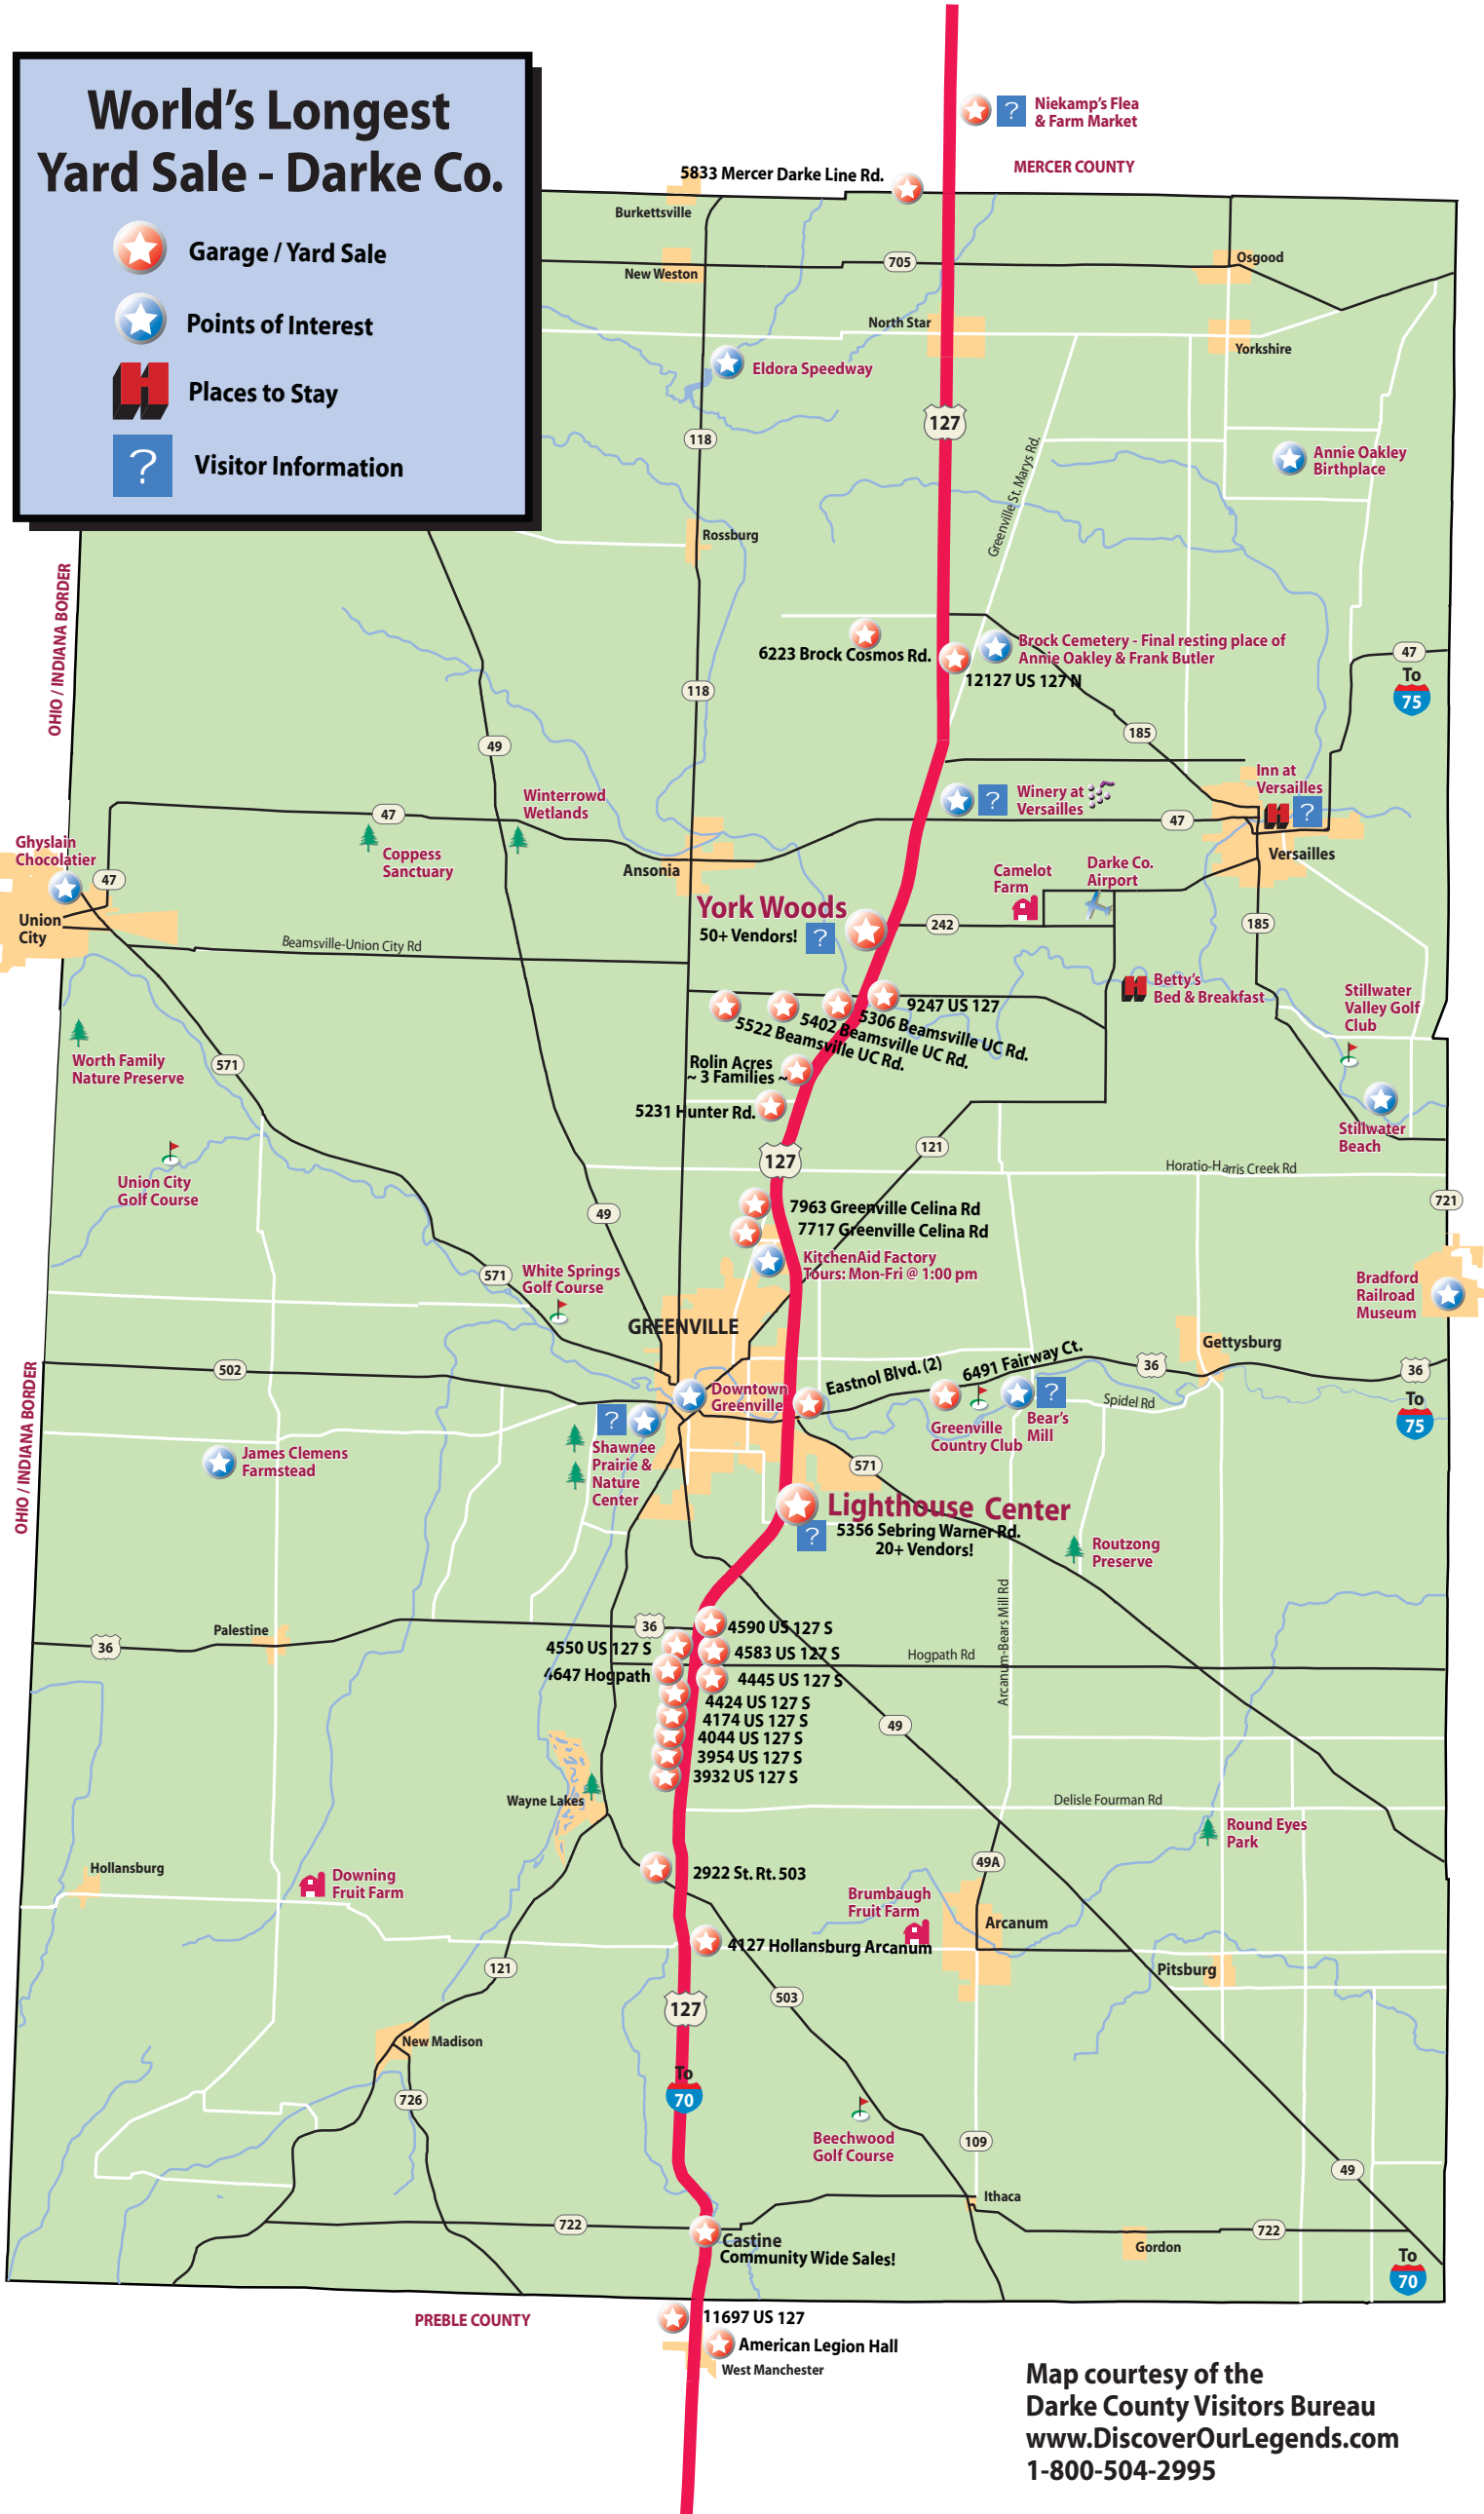 World's Longest
Yard Sale - Darke Co.
Garage / Yard Sale
Points of Interest
Places to Stay
?
Visitor Information
?
Niekamp's Flea
& Farm Market
MERCER COUNTY
5833 Mercer Darke Line Rd.
Burkettsville
New Weston
705
Osgood
North Star
Yorkshire
Eldora Speedway
127
118
Greenville St. Marys Rd.
Annie Oakley
Birthplace
Rossburg
OHIO / INDIANA BORDER
6223 Brock Cosmos Rd.
Brock Cemetery - Final resting place of
Annie Oakley & Frank Butler
12127 US 127 N
47
To
75
118
49
185
Winterrowd
Wetlands
?
Winery at
Versailles
Inn at
Versailles
?
47
47
Coppess
Sanctuary
Ghyslain
Chocolatier
47
Union
City
Ansonia
Versailles
Camelot
Farm
Darke Co.
Airport
York Woods
50+ Vendors!
?
242
185
Beamsville-Union City Rd
Betty's
Bed & Breakfast
Stillwater
Valley Golf
Club
9247 US 127
5306 Beamsville UC Rd.
5402 Beamsville UC Rd.
5522 Beamsville UC Rd.
Worth Family
Nature Preserve
571
Rolin Acres
~ 3 Families ~
5231 Hunter Rd.
Stillwater
Beach
127
121
Horatio-Harris Creek Rd
Union City
Golf Course
721
49
7963 Greenville Celina Rd
7717 Greenville Celina Rd
KitchenAid Factory
Tours: Mon-Fri @ 1:00 pm
571
White Springs
Golf Course
Bradford
Railroad
Museum
GREENVILLE
Gettysburg
502
Eastnol Blvd. (2)
6491 Fairway Ct.
36
36
To
75
OHIO / INDIANA BORDER
Downtown
Greenville
?
Spidel Rd
Greenville
Country Club
Bear's
Mill
?
Shawnee
Prairie &
Nature
Center
James Clemens
Farmstead
571
Lighthouse Center
?
5356 Sebring Warner Rd.
20+ Vendors!
Routzong
Preserve
Arcanum-Bears Mill Rd
Palestine
36
36
4590 US 127 S
4550 US 127 S
4583 US 127 S
Hogpath Rd
4647 Hogpath
4445 US 127 S
4424 US 127 S
4174 US 127 S
4044 US 127 S
3954 US 127 S
3932 US 127 S
49
Wayne Lakes
Delisle Fourman Rd
Round Eyes
Park
49A
2922 St. Rt. 503
Hollansburg
Downing
Fruit Farm
Brumbaugh
Fruit Farm
Arcanum
4127 Hollansburg Arcanum
Pitsburg
121
503
127
New Madison
To
70
726
Beechwood
Golf Course
109
49
Ithaca
722
722
Castine
Community Wide Sales!
Gordon
To
70
PREBLE COUNTY
11697 US 127
American Legion Hall
West Manchester
Map courtesy of the
Darke County Visitors Bureau
www.DiscoverOurLegends.com
1-800-504-2995